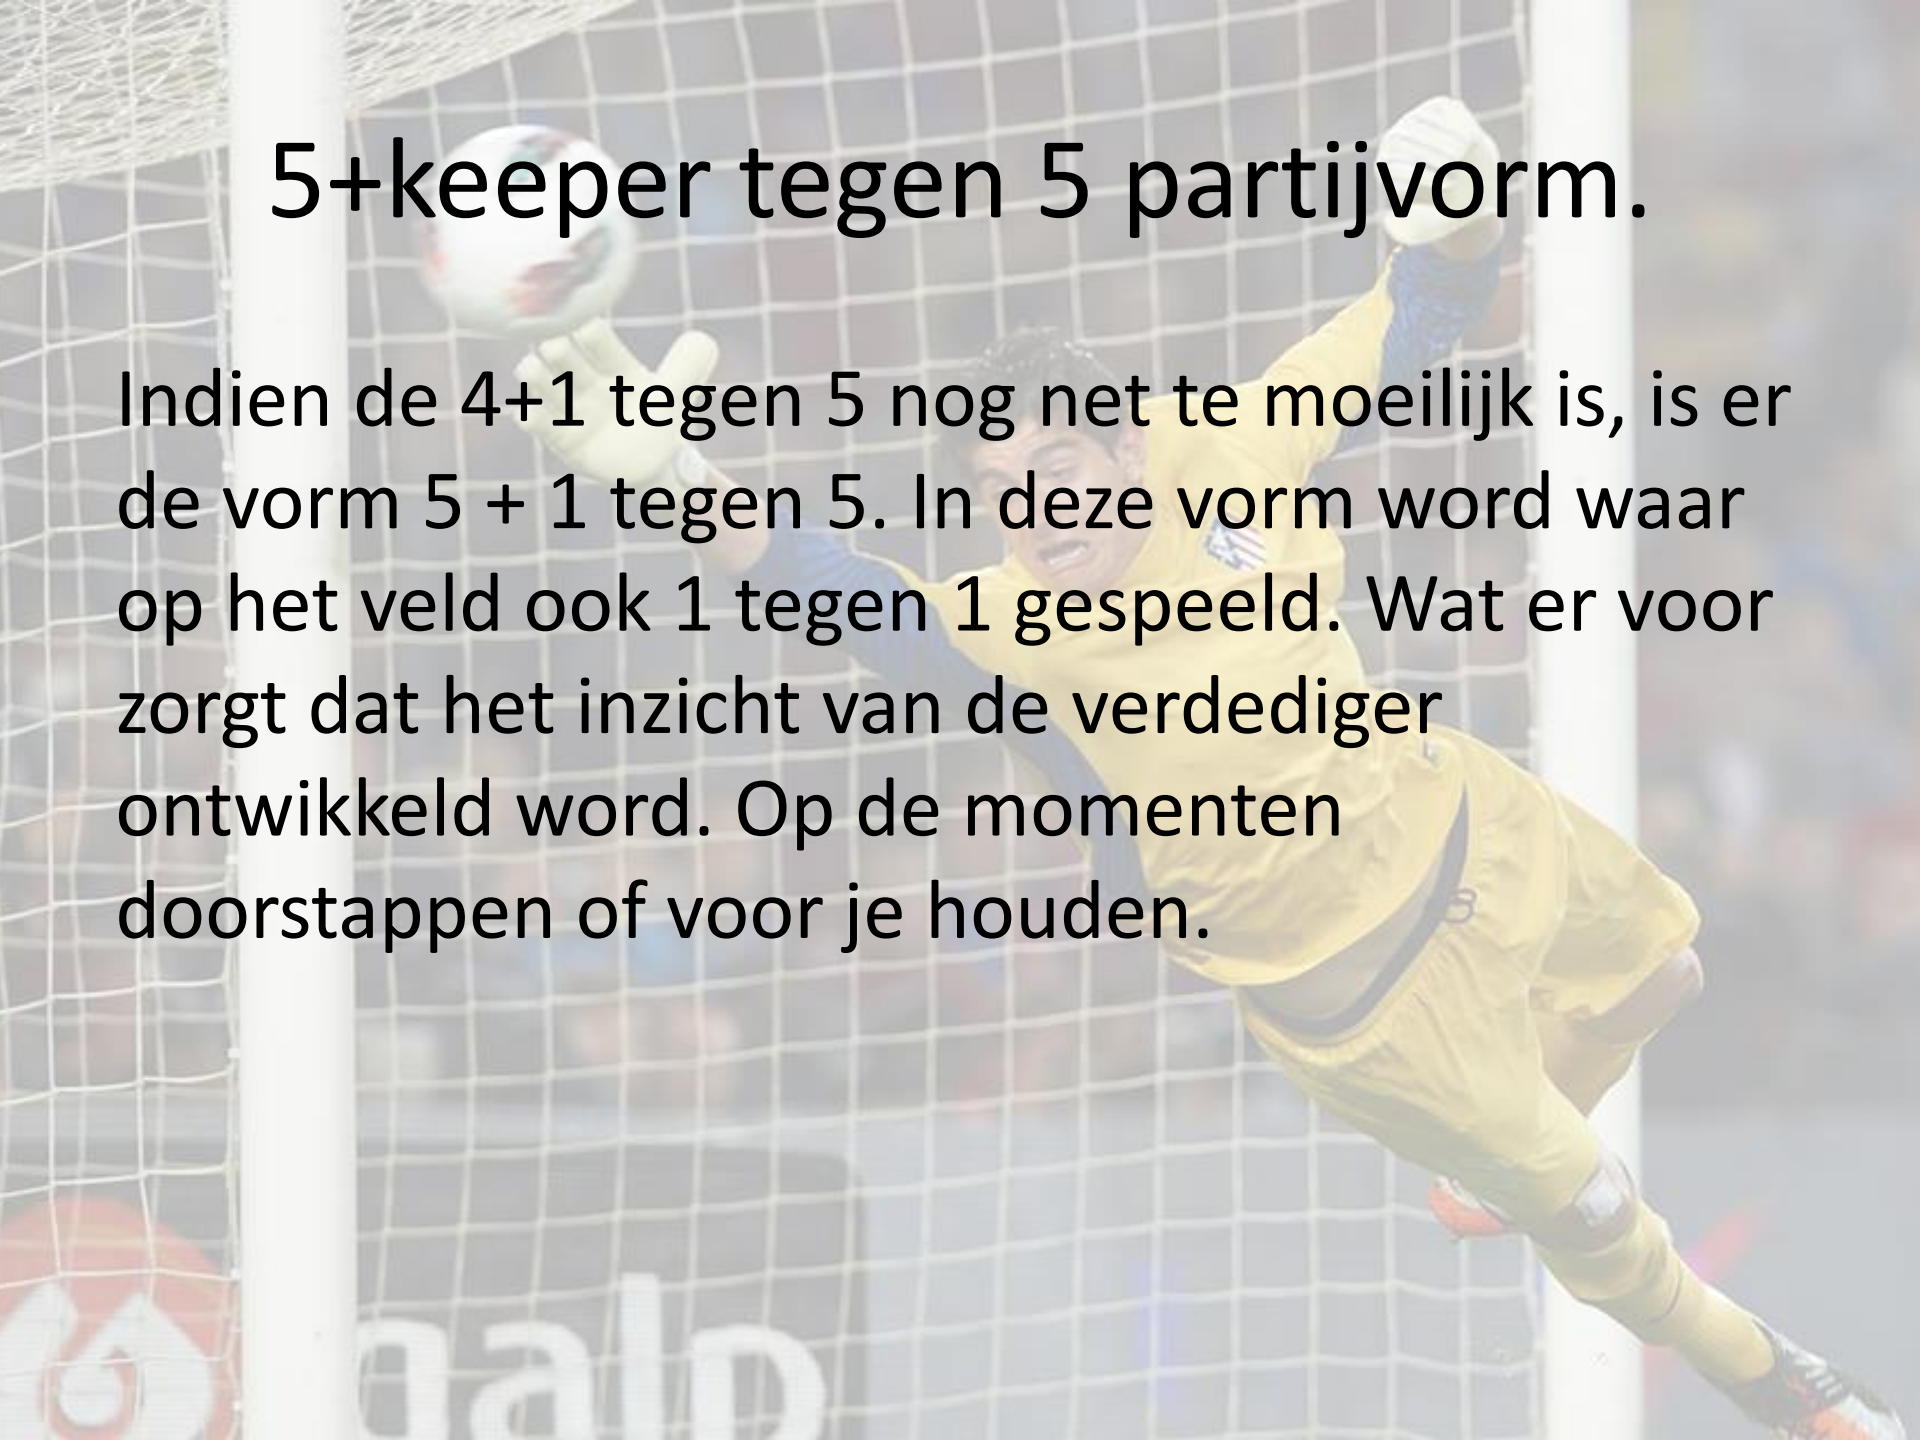 5+keeper tegen 5 partijvorm.
Indien de 4+1 tegen 5 nog net te moeilijk is, is er
de vorm 5 + 1 tegen 5. In deze vorm word waar
op het veld ook 1 tegen 1 gespeeld. Wat er voor
zorgt dat het inzicht van de verdediger
ontwikkeld word. Op de momenten
doorstappen of voor je houden.
galp